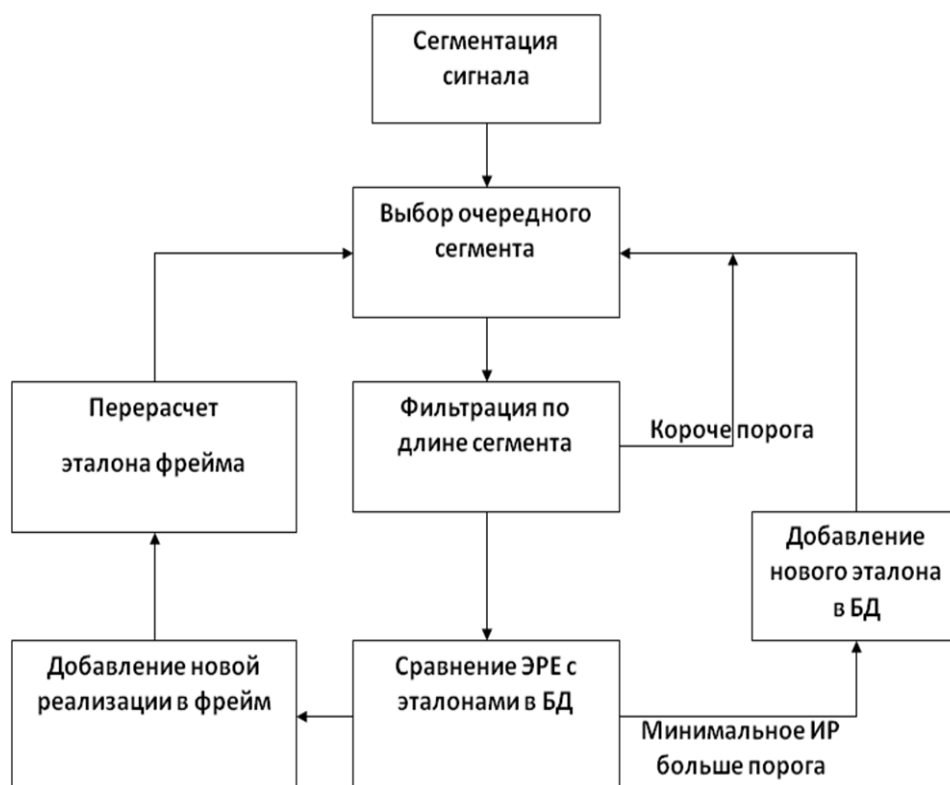 Сегментация
сигнала
Выбор очередного
сегмента
Перерасчет
эталона фрейма
Фильтрация по
длине сегмента
Короче порога
Добавление
нового эталона
в БД
Добавление новой
реализации в фрейм
Сравнение ЭРЕ с
эталонами в БД
Минимальное ИР
больше порога